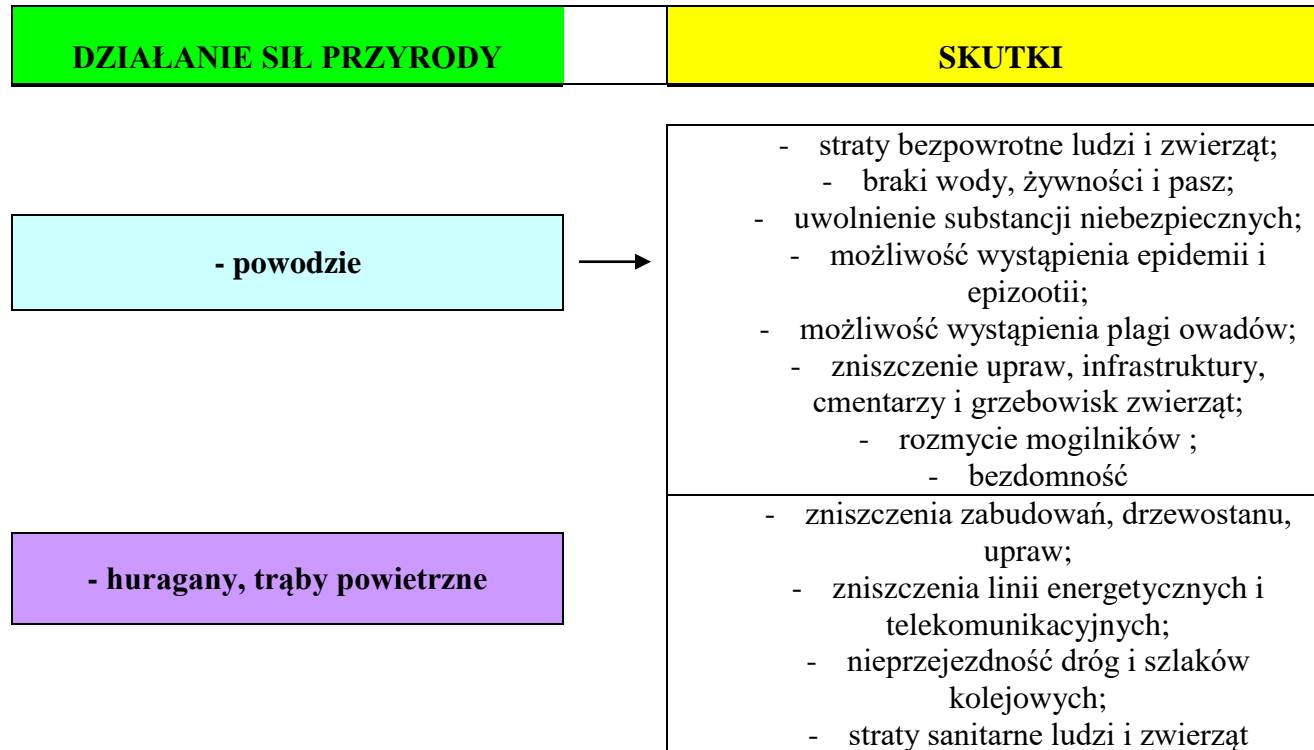 DZIAŁANIE SIŁ PRZYRODY
SKUTKI
- powodzie
- straty bezpowrotne ludzi i zwierząt;
- braki wody, żywności i pasz;
- uwolnienie substancji niebezpiecznych;
- możliwość wystąpienia epidemii i
epizootii;
- możliwość wystąpienia plagi owadów;
- zniszczenie upraw, infrastruktury,
cmentarzy i grzebowisk zwierząt;
- rozmycie mogilników ;
- bezdomność
- huragany, trąby powietrzne
- zniszczenia zabudowań, drzewostanu,
upraw;
- zniszczenia linii energetycznych i
telekomunikacyjnych;
- nieprzejezdność dróg i szlaków
kolejowych;
- straty sanitarne ludzi i zwierząt